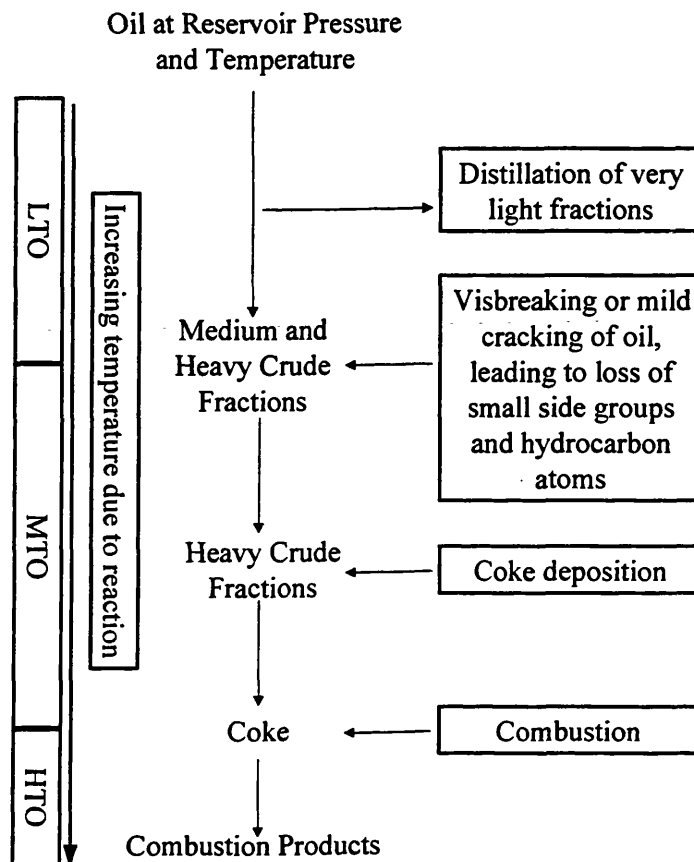 Oil at Reservoir Pressure
and Temperature
LTO
MTO
HTO
Increasing temperature due to reaction
Distillation of very
light fractions
Medium and
Heavy Crude
Fractions
Visbreaking or mild
cracking of oil,
leading to loss of
small side groups
and hydrocarbon
atoms
Heavy Crude
Fractions
Coke deposition
Coke
Combustion
Combustion Products